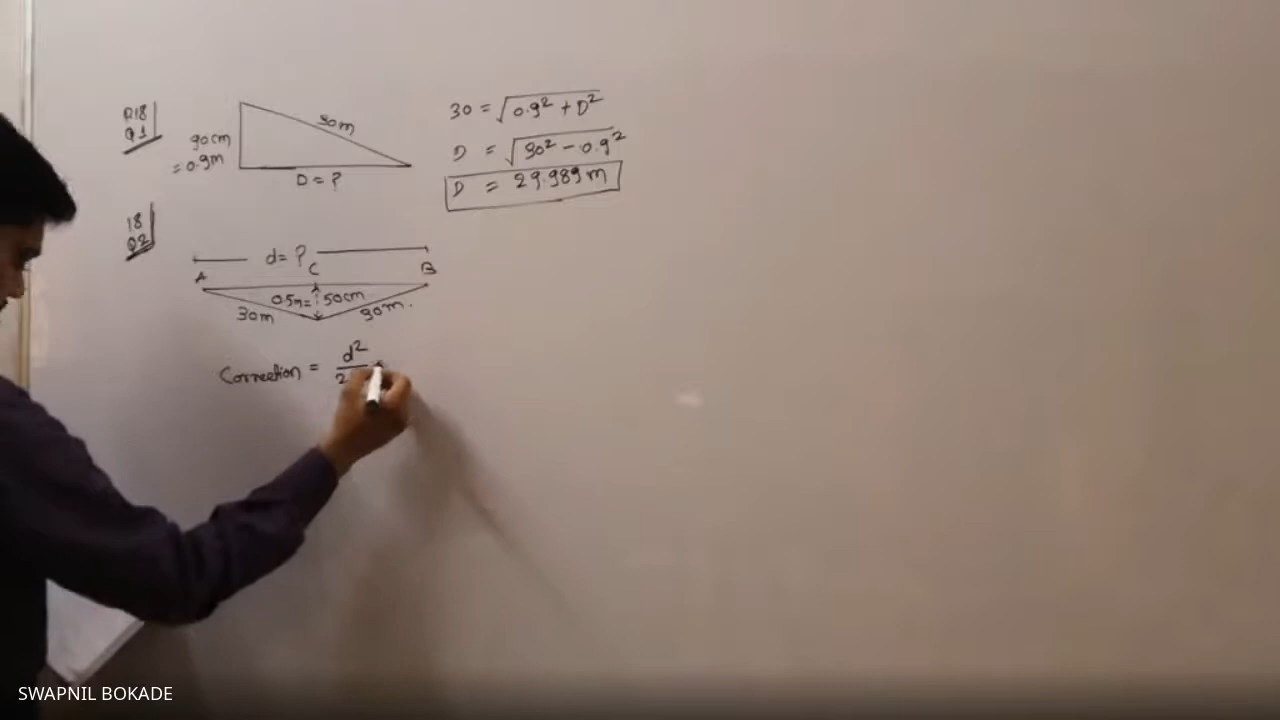 Q18
Q1
90cm
= 0.9m
30m
D = ?
30 = √0.9² + D²
D = √30² - 0.9²
D = 29.989 m
18
Q2
d = ?
A
C
B
0.5m = 50cm
30m
30m.
Correction = d²
2
SWAPNIL BOKADE